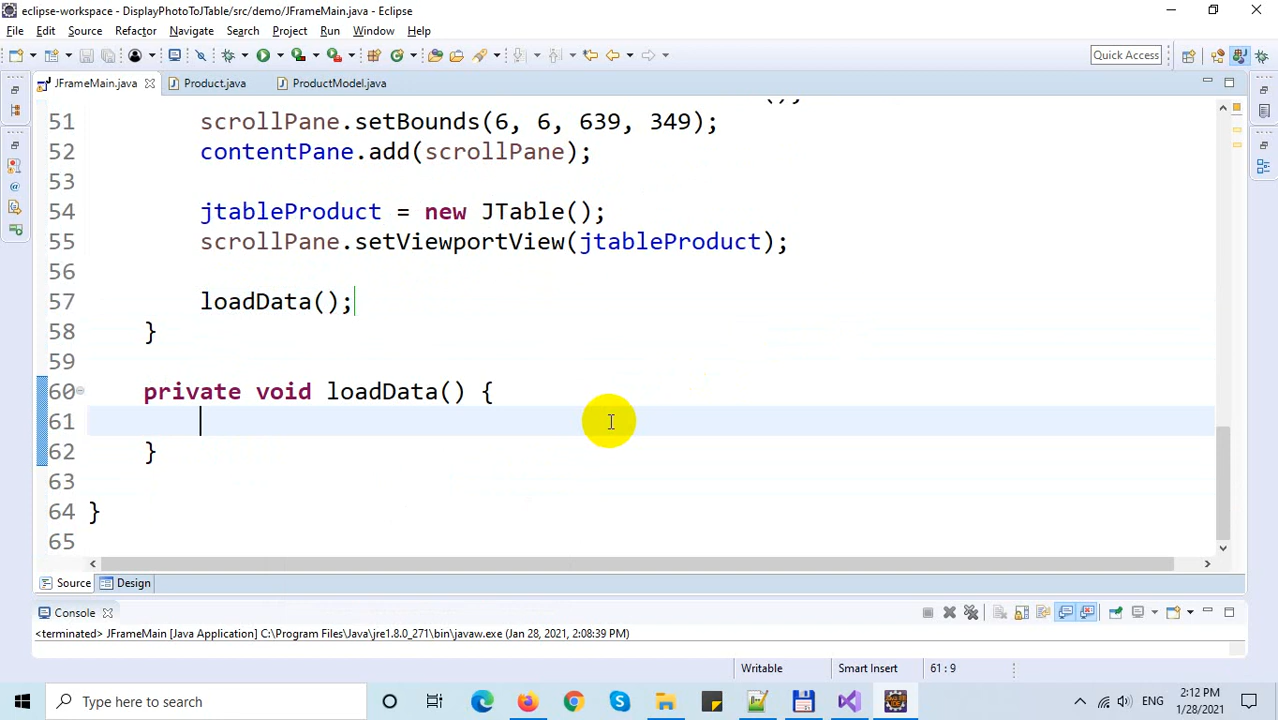 eclipse-workspace - DisplayPhotoToJTable/src/demo/JFrameMain.java - Eclipse
File Edit Source Refactor Navigate Search Project Run Window Help
Quick Access
JFrameMain.java Product.java ProductModel.java
51 scrollPane.setBounds(6, 6, 639, 349);
52 contentPane.add(scrollPane);
53
54 jtableProduct = new JTable();
55 scrollPane.setViewportView(jtableProduct);
56
57 loadData();
58 }
59
60 private void loadData() {
61
62 }
63
64 }
65
Source Design
Console
<terminated> JFrameMain [Java Application] C:\Program Files\Java\jre1.8.0_271\bin\javaw.exe (Jan 28, 2021, 2:08:39 PM)
Writable Smart Insert 61 : 9
Type here to search
ENG
2:12 PM
1/28/2021